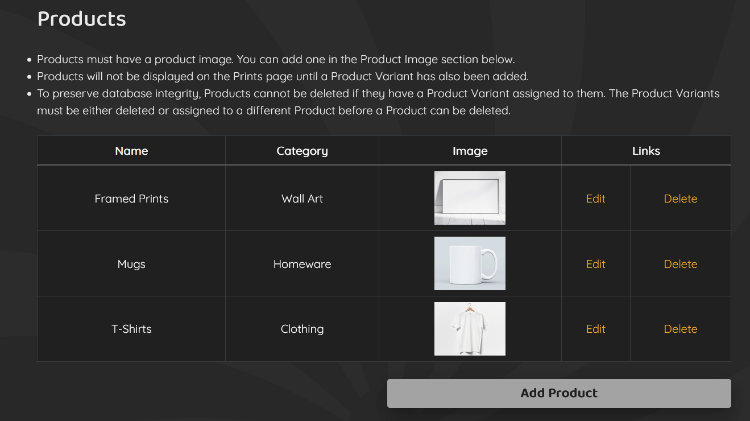 Products
• Products must have a product image. You can add one in the Product Image section below.
• Products will not be displayed on the Prints page until a Product Variant has also been added.
• To preserve database integrity, Products cannot be deleted if they have a Product Variant assigned to them. The Product Variants
must be either deleted or assigned to a different Product before a Product can be deleted.
Name Category Image Links
Framed Prints Wall Art Edit Delete
Mugs Homeware Edit Delete
T-Shirts Clothing Edit Delete
Add Product